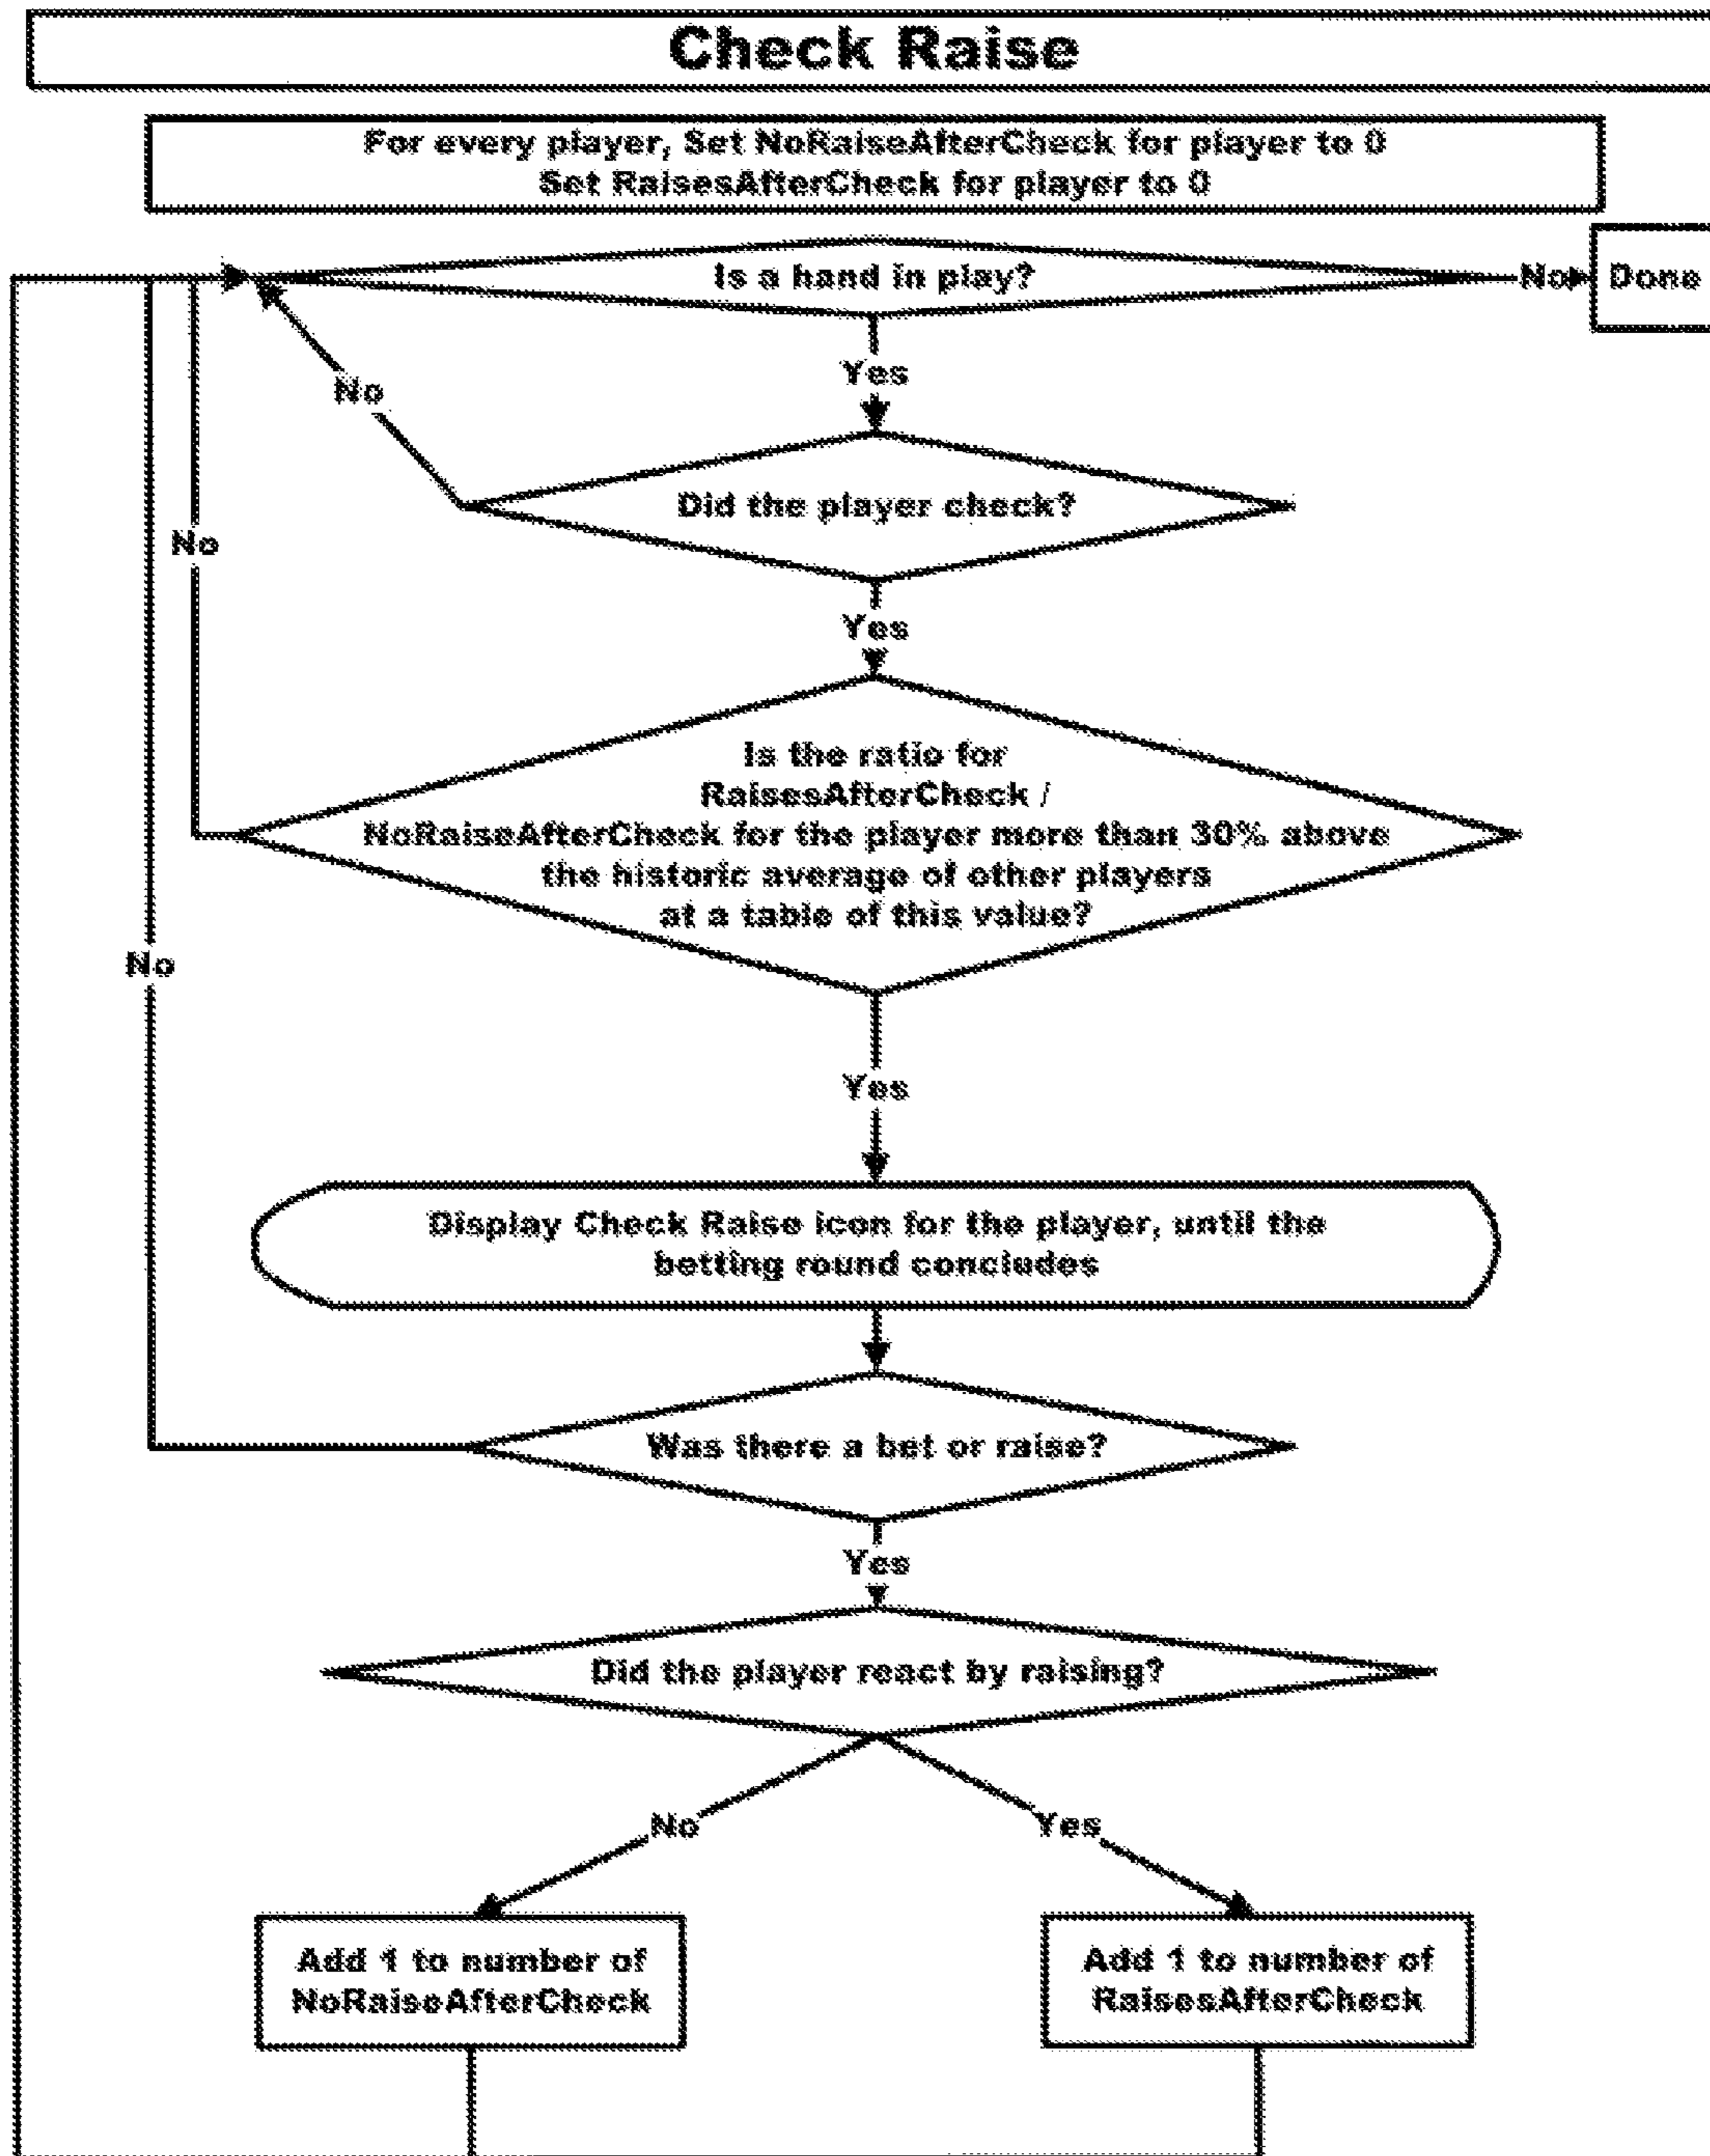 Check Raise
For every player, Set NoRaiseAfterCheck for player to 0
Set RaisesAfterCheck for player to 0
Is a hand in play?
No
Done
Yes
No
Did the player check?
No
Yes
Is the ratio for
RaisesAfterCheck /
NoRaiseAfterCheck for the player more than 30% above
the historic average of other players
at a table of this value?
No
Yes
Display Check Raise icon for the player, until the
betting round concludes
Was there a bet or raise?
Yes
Did the player react by raising?
No
Yes
Add 1 to number of
NoRaiseAfterCheck
Add 1 to number of
RaisesAfterCheck